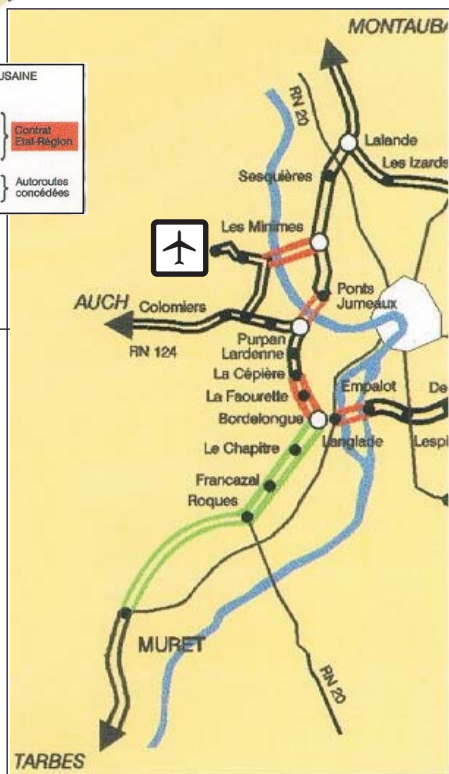 USAINE
Contrat
Etat-Région
Autoroutes
concédées
MONTAUBA
RN 20
Lalande
Les Izards
Sesquières
Les Minimes
Ponts
Jumeaux
AUCH
Colomiers
RN 124
Purpan
Lardenne
La Cépière
La Faourette
Bordelongue
Empalot
De
Langlade
Lespi
Le Chapitre
Francazal
Roques
MURET
RN 20
TARBES